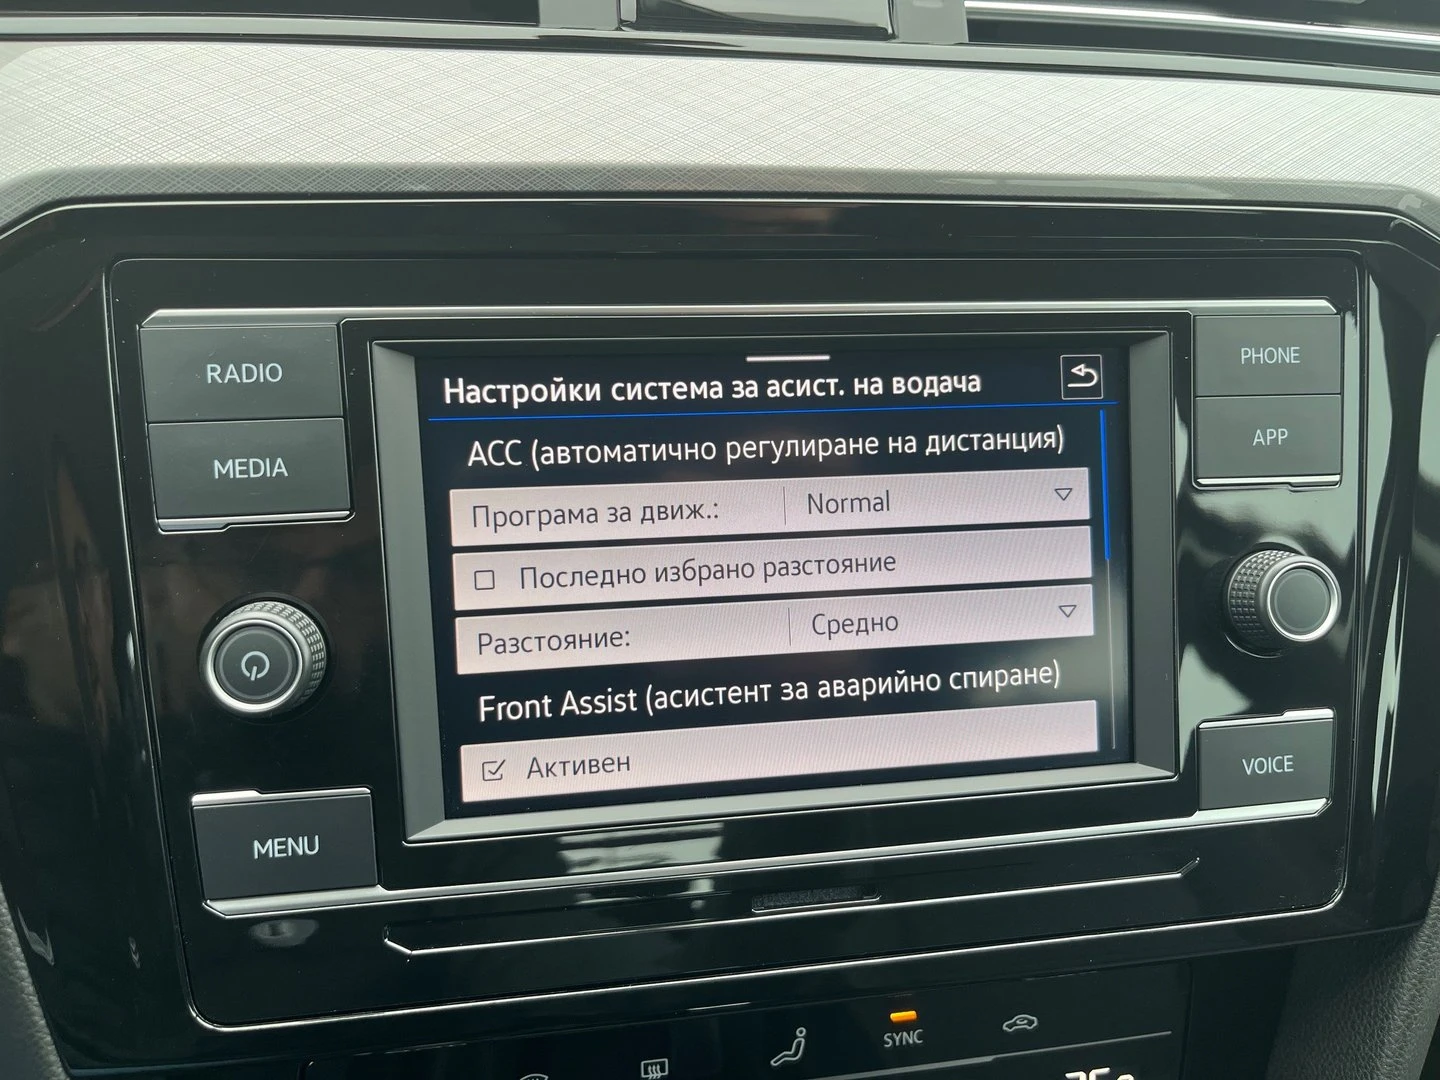 RADIO
MEDIA
MENU
Настройки система за асист. на водача
ACC (автоматично регулиране на дистанция)
Програма за движ.: Normal
Последно избрано разстояние
Разстояние: Средно
Front Assist (асистент за аварийно спиране)
Активен
PHONE
APP
VOICE
SYNC